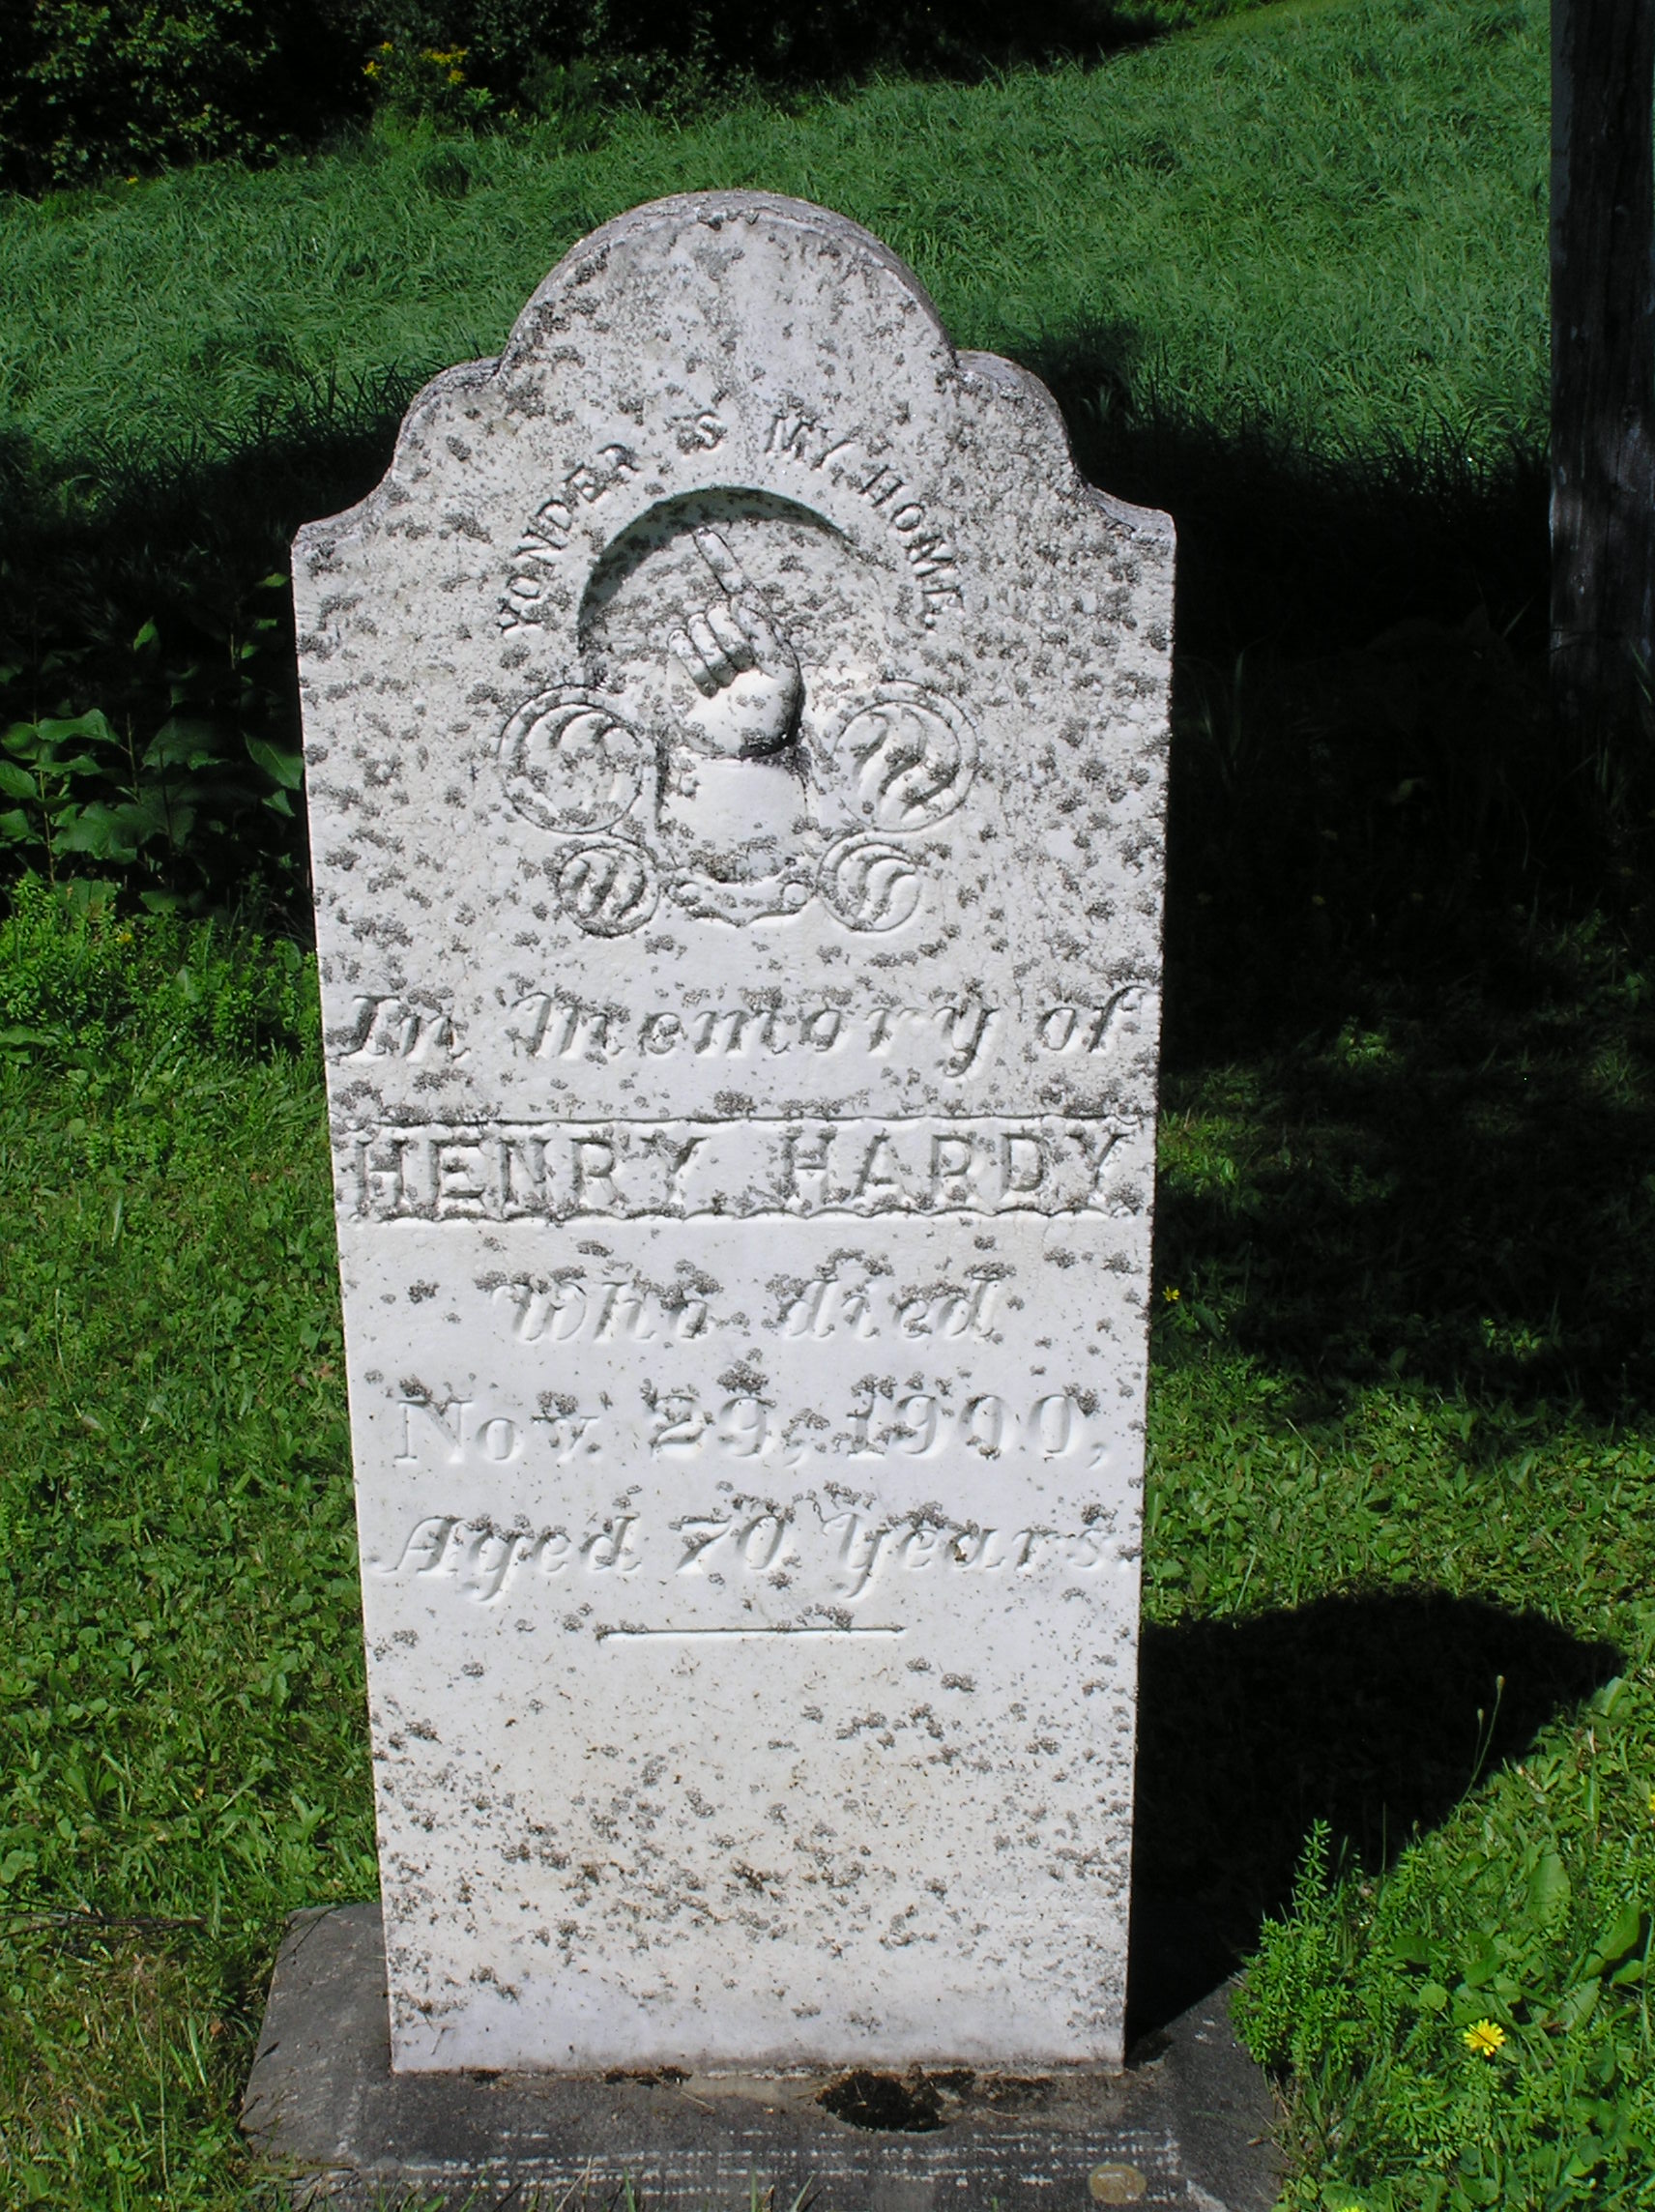 YONDER IS MY HOME.
In Memory of
HENRY HARDY
Who died
Nov. 29, 1900,
Aged 70 Years.